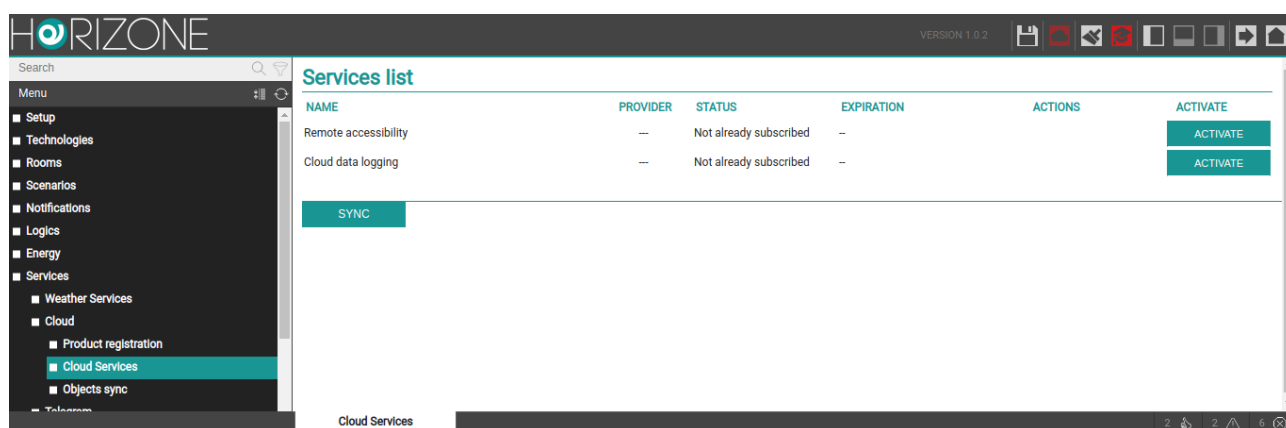 HORIZONE
VERSION 1.0.2
Search
Menu
Setup
Technologies
Rooms
Scenarios
Notifications
Logics
Energy
Services
Weather Services
Cloud
Product registration
Cloud Services
Objects sync
Telegram
Services list
NAME PROVIDER STATUS EXPIRATION ACTIONS ACTIVATE
Remote accessibility --- Not already subscribed -- ACTIVATE
Cloud data logging --- Not already subscribed -- ACTIVATE
SYNC
Cloud Services
2 2 6